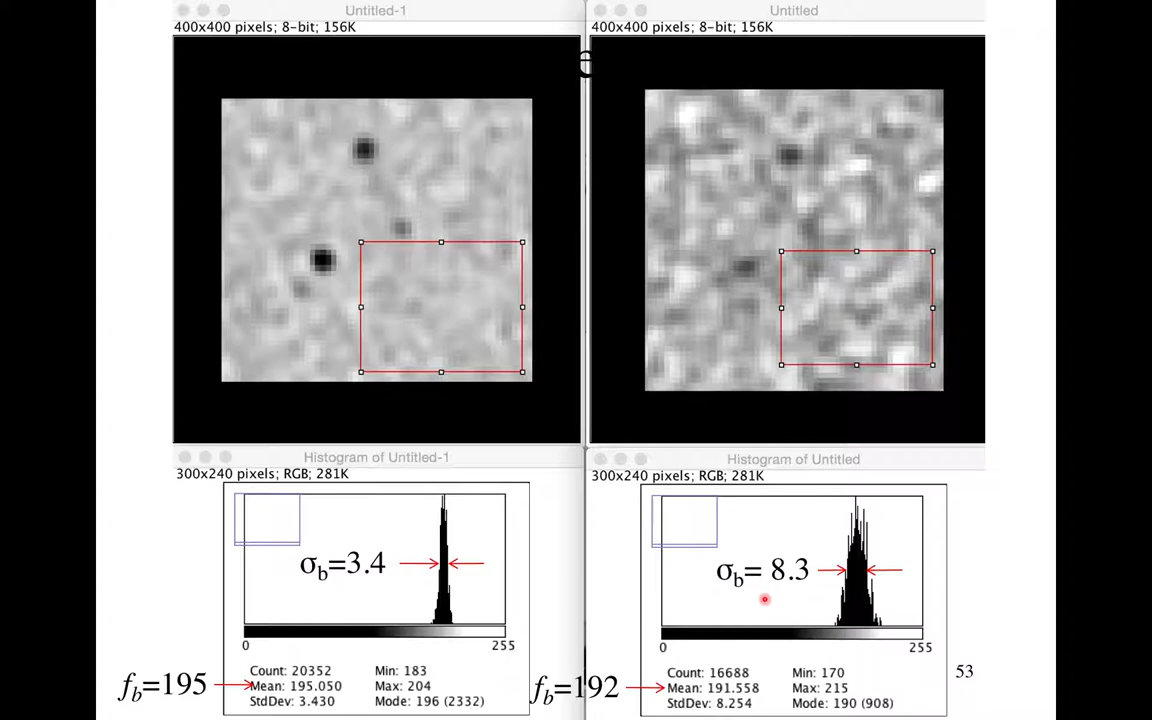 Untitled-1
400x400 pixels; 8-bit; 156K
Untitled
400x400 pixels; 8-bit; 156K
Histogram of Untitled-1
300x240 pixels; RGB; 281K
σb=3.4
0 255
Count: 20352 Min: 183
Mean: 195.050 Max: 204
StdDev: 3.430 Mode: 196 (2332)
fb=195
Histogram of Untitled
300x240 pixels; RGB; 281K
σb= 8.3
0 255
Count: 16688 Min: 170
Mean: 191.558 Max: 215
StdDev: 8.254 Mode: 190 (908)
fb=192
53